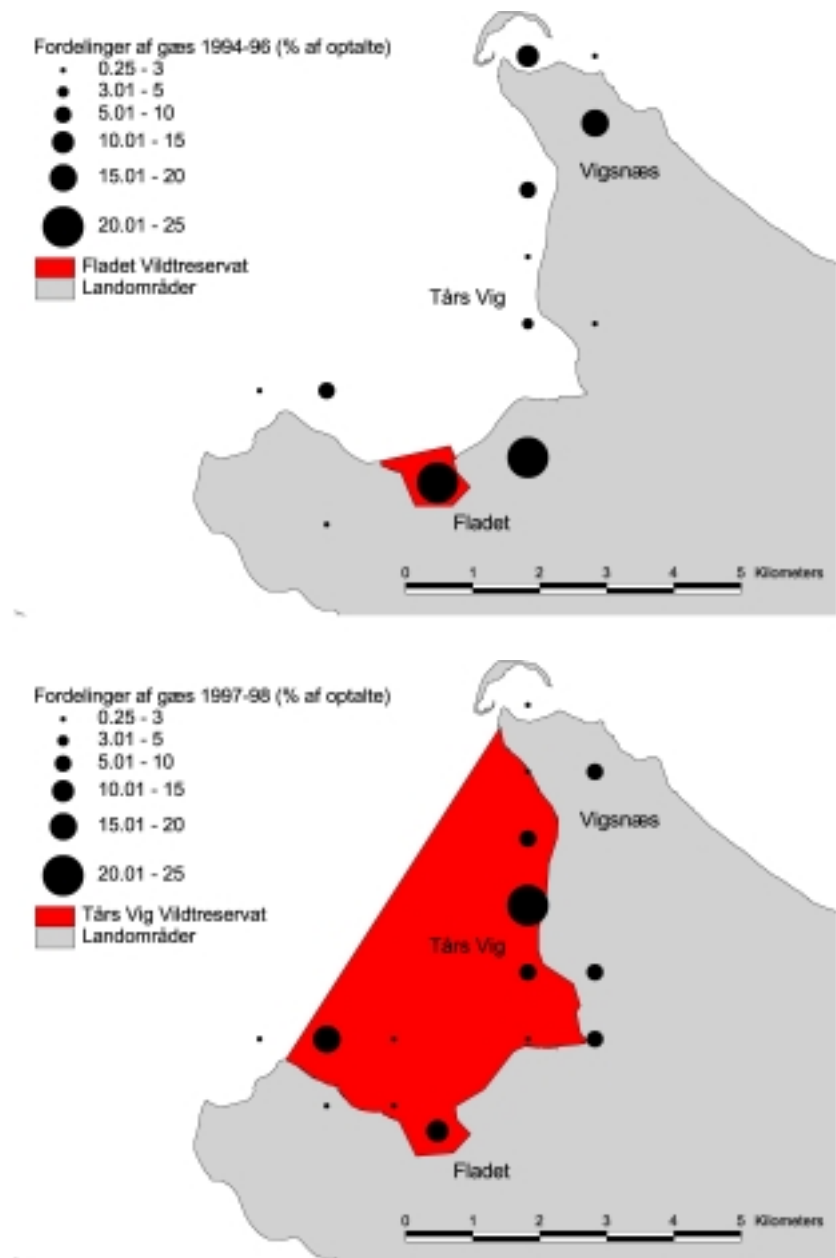 Fordelinger af gæs 1994-96 (% af optalte)
0.25 - 3
3.01 - 5
5.01 - 10
10.01 - 15
15.01 - 20
20.01 - 25
Fladet Vildtreservat
Landområder
Vigsnæs
Tårs Vig
Fladet
0 1 2 3 4 5 Kilometers
Fordelinger af gæs 1997-98 (% af optalte)
0.25 - 3
3.01 - 5
5.01 - 10
10.01 - 15
15.01 - 20
20.01 - 25
Tårs Vig Vildtreservat
Landområder
Vigsnæs
Tårs Vig
Fladet
0 1 2 3 4 5 Kilometers